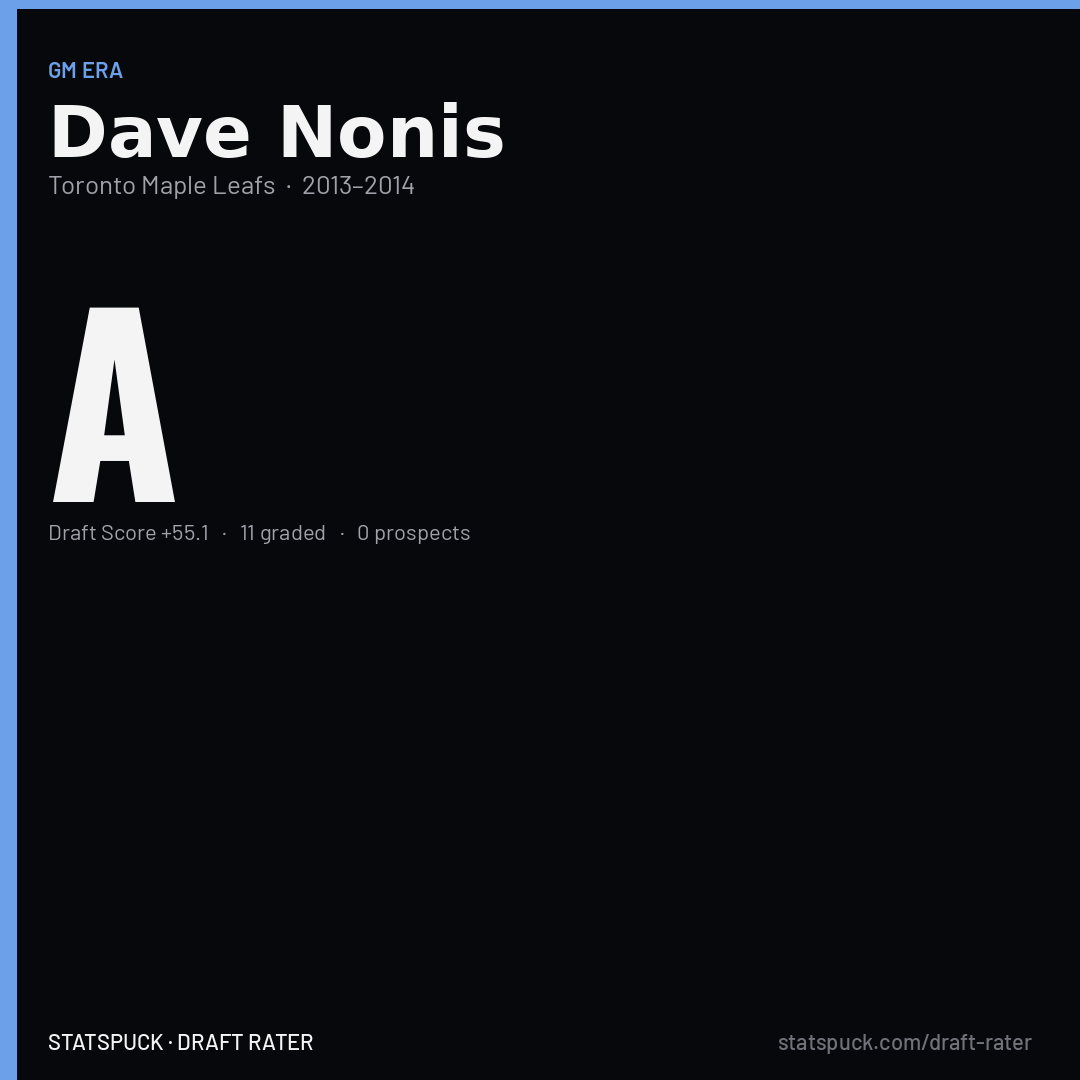 GM ERA
Dave Nonis
Toronto Maple Leafs · 2013–2014
A
Draft Score +55.1 · 11 graded · 0 prospects
STATSPUCK · DRAFT RATER
statspuck.com/draft-rater